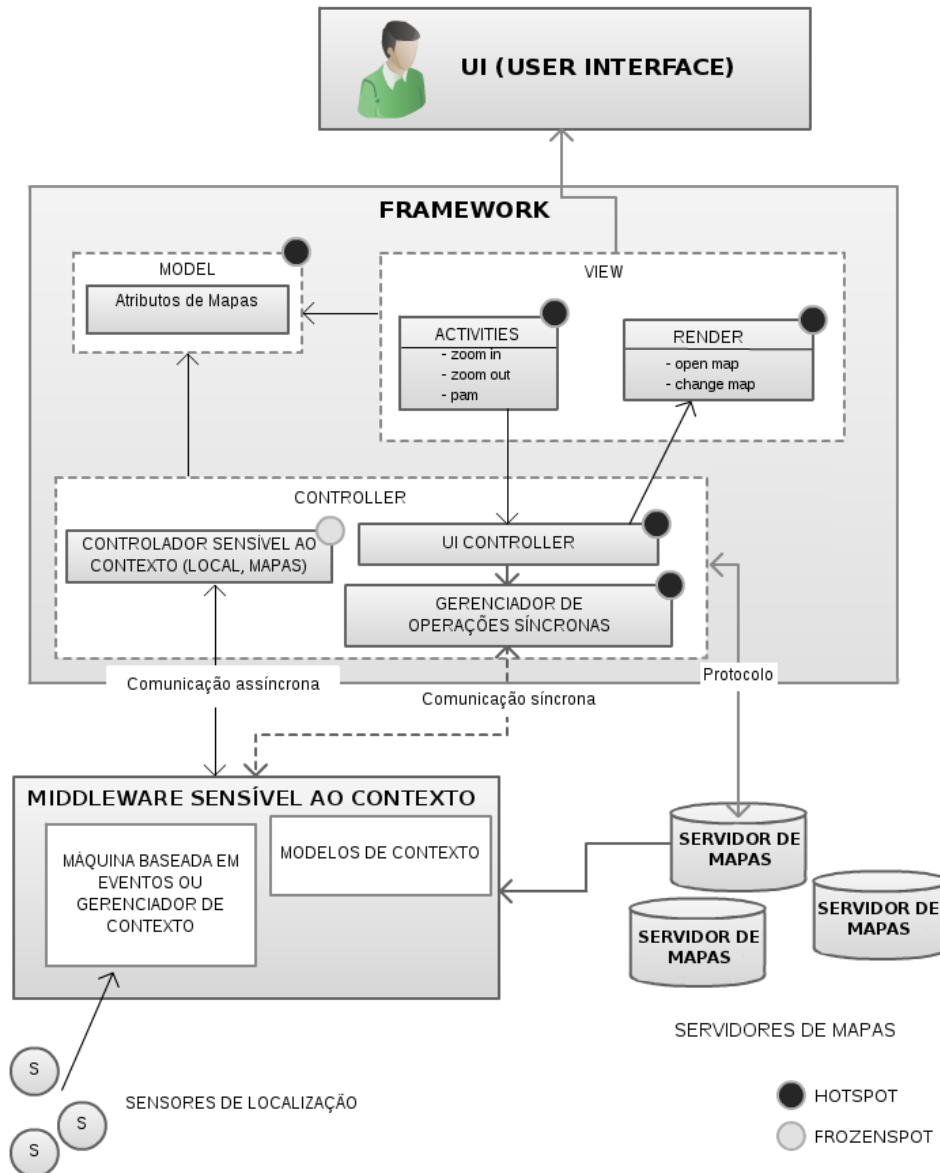 UI (USER INTERFACE)
FRAMEWORK
MODEL
Atributos de Mapas
VIEW
ACTIVITIES
- zoom in
- zoom out
- pam
RENDER
- open map
- change map
CONTROLLER
CONTROLADOR SENSÍVEL AO
CONTEXTO (LOCAL, MAPAS)
UI CONTROLLER
GERENCIADOR DE
OPERAÇÕES SÍNCRONAS
Comunicação assíncrona
Comunicação síncrona
Protocolo
MIDDLEWARE SENSÍVEL AO CONTEXTO
MÁQUINA BASEADA EM
EVENTOS OU
GERENCIADOR DE
CONTEXTO
MODELOS DE CONTEXTO
SERVIDOR DE
MAPAS
SERVIDOR DE
MAPAS
SERVIDOR DE
MAPAS
SERVIDORES DE MAPAS
S
S
S
SENSORES DE LOCALIZAÇÃO
HOTSPOT
FROZENSPOT